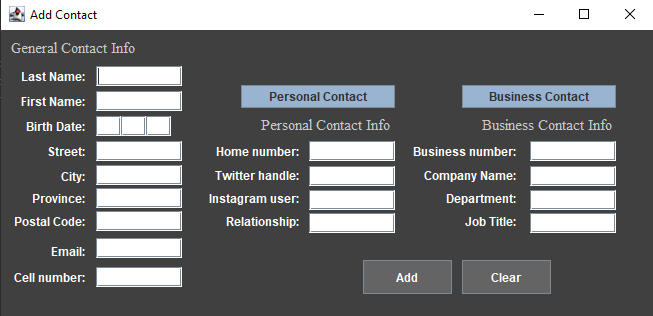 Add Contact
General Contact Info
Last Name:
First Name:
Birth Date:
Street:
City:
Province:
Postal Code:
Email:
Cell number:
Personal Contact
Personal Contact Info
Home number:
Twitter handle:
Instagram user:
Relationship:
Business Contact
Business Contact Info
Business number:
Company Name:
Department:
Job Title:
Add
Clear